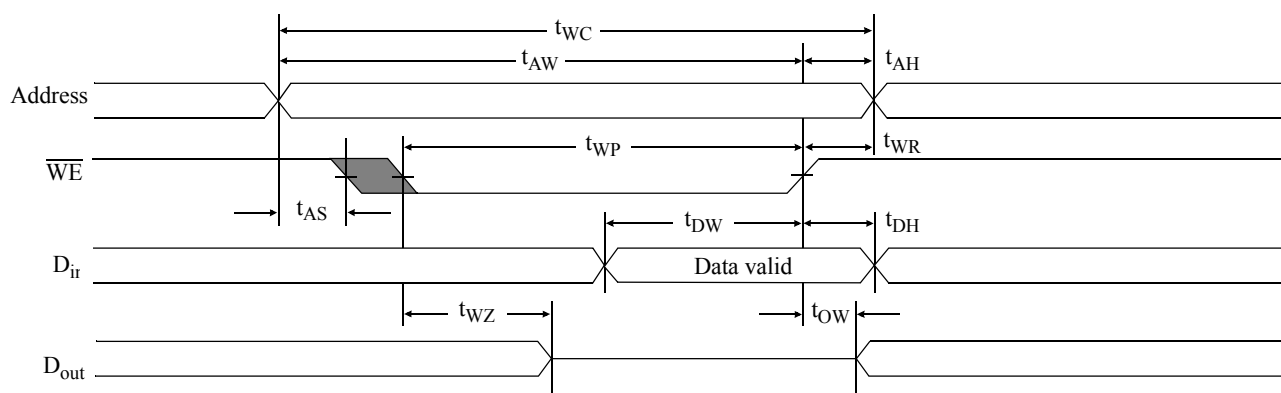 tWC
tAW tAH
Address
tWP tWR
WE
tAS tDW tDH
Din Data valid
tWZ tOW
Dout